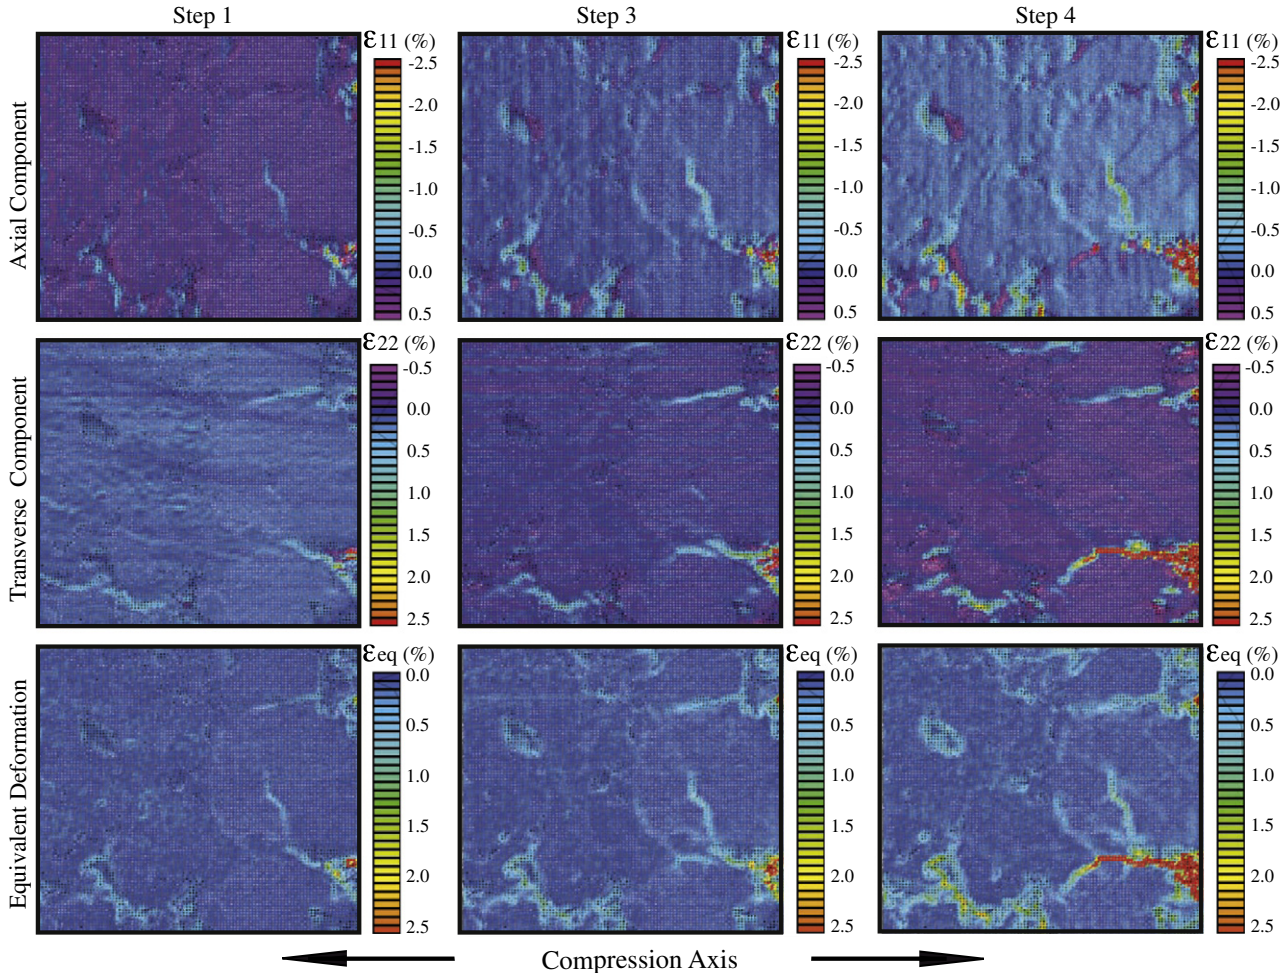 Step 1 Step 3 Step 4
Axial Component
ε11 (%) ε11 (%) ε11 (%)
-2.5 -2.5 -2.5
-2.0 -2.0 -2.0
-1.5 -1.5 -1.5
-1.0 -1.0 -1.0
-0.5 -0.5 -0.5
0.0 0.0 0.0
0.5 0.5 0.5
Transverse Component
ε22 (%) ε22 (%) ε22 (%)
-0.5 -0.5 -0.5
0.0 0.0 0.0
0.5 0.5 0.5
1.0 1.0 1.0
1.5 1.5 1.5
2.0 2.0 2.0
2.5 2.5 2.5
Equivalent Deformation
εeq (%) εeq (%) εeq (%)
0.0 0.0 0.0
0.5 0.5 0.5
1.0 1.0 1.0
1.5 1.5 1.5
2.0 2.0 2.0
2.5 2.5 2.5
Compression Axis